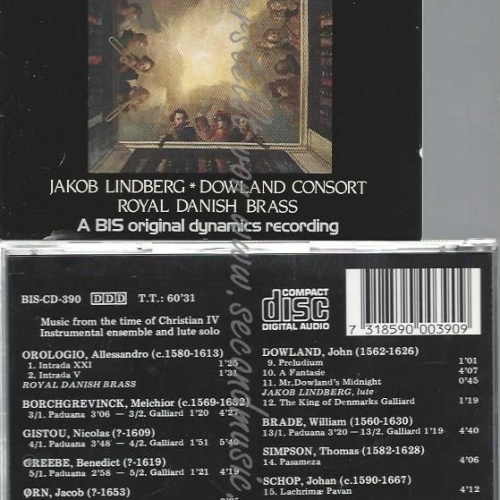 JAKOB LINDBERG * DOWLAND CONSORT
ROYAL DANISH BRASS
A BIS original dynamics recording
BIS-CD-390 DDD T.T.: 60'31
Music from the time of Christian IV
Instrumental ensemble and lute solo
OROLOGIO, Allessandro (c.1580-1613)
1. Intrada XXI 1'25
2. Intrada V 1'31
ROYAL DANISH BRASS
BORCHGREVINCK, Melchior (c.1569-1632)
3/1. Paduana 3'06 — 3/2. Galliard 1'20 4'27
GISTOU, Nicolas (?-1609)
4/1. Paduana 3'48 — 4/2. Galliard 1'51 5'40
GREEBE, Benedict (?-1619)
5/1. Paduana 2'58 — 5/2. Galliard 1'21 4'19
ØRN, Jacob (?-1653)
COMPACT
disc
DIGITAL AUDIO
7 318590 003909
DOWLAND, John (1562-1626)
9. Preludium 1'01
10. A Fantasie 4'07
11. Mr.Dowland's Midnight 0'45
JAKOB LINDBERG, lute
12. The King of Denmarks Galliard 1'19
BRADE, William (1560-1630)
13/1. Paduana 3'20 — 13/2. Galliard 1'19 4'40
SIMPSON, Thomas (1582-1628)
14. Pasameza 4'06
SCHOP, Johan (c.1590-1667)
15. Lachrimæ Pavan 4'12